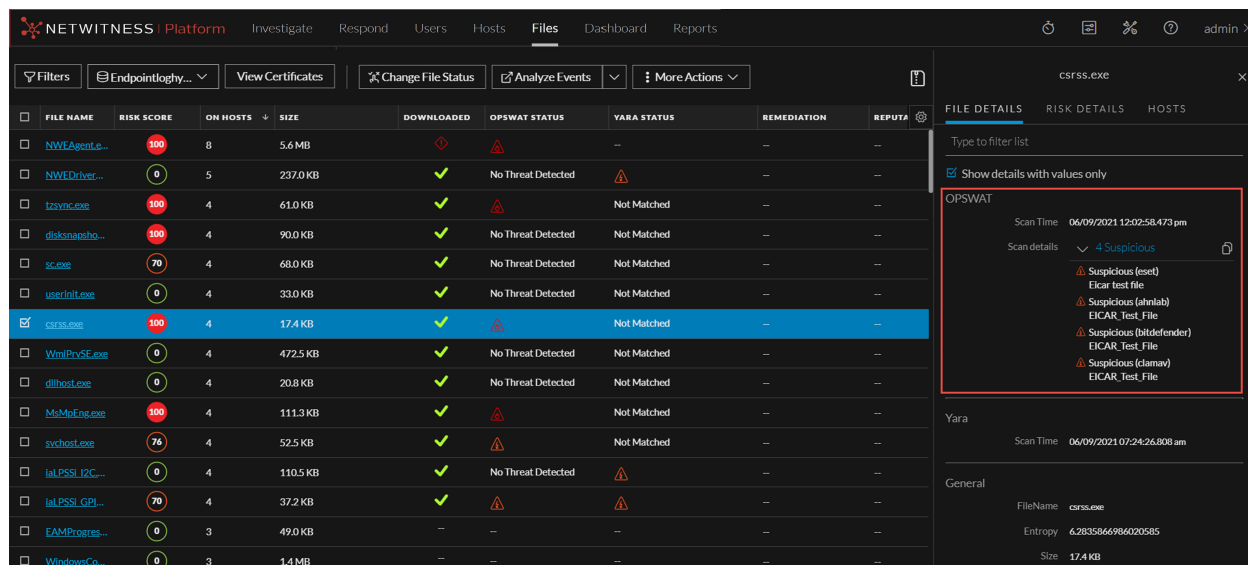 NETWITNESS Platform Investigate Respond Users Hosts Files Dashboard Reports admin
Filters Endpointloghy... View Certificates Change File Status Analyze Events More Actions
FILE NAME RISK SCORE ON HOSTS SIZE DOWNLOADED OPSWAT STATUS YARA STATUS REMEDIATION REPUTA
NWEAgent.e... 100 8 5.6 MB -- --
NWEDriver... 0 5 237.0 KB No Threat Detected -- --
tzsync.exe 100 4 61.0 KB Not Matched -- --
disksnapsho... 100 4 90.0 KB No Threat Detected Not Matched -- --
sc.exe 70 4 68.0 KB No Threat Detected Not Matched -- --
userinit.exe 0 4 33.0 KB No Threat Detected Not Matched -- --
csrss.exe 100 4 17.4 KB Not Matched -- --
WmiPrvSE.exe 0 4 472.5 KB No Threat Detected Not Matched -- --
dllhost.exe 0 4 20.8 KB No Threat Detected Not Matched -- --
MsMpEng.exe 100 4 111.3 KB Not Matched -- --
svchost.exe 76 4 52.5 KB Not Matched -- --
iaLPSSi_I2C.... 0 4 110.5 KB No Threat Detected -- --
iaLPSSi_GPI... 70 4 37.2 KB -- --
EAMProgres... 0 3 49.0 KB -- -- -- -- --
WindowsCo... 0 3 1.4 MB -- -- -- -- --
csrss.exe
FILE DETAILS RISK DETAILS HOSTS
Type to filter list
Show details with values only
OPSWAT
Scan Time 06/09/2021 12:02:58.473 pm
Scan details 4 Suspicious
Suspicious (eset)
Eicar test file
Suspicious (ahnlab)
EICAR_Test_File
Suspicious (bitdefender)
EICAR_Test_File
Suspicious (clamav)
EICAR_Test_File
Yara
Scan Time 06/09/2021 07:24:26.808 am
General
FileName csrss.exe
Entropy 6.2835866986020585
Size 17.4 KB